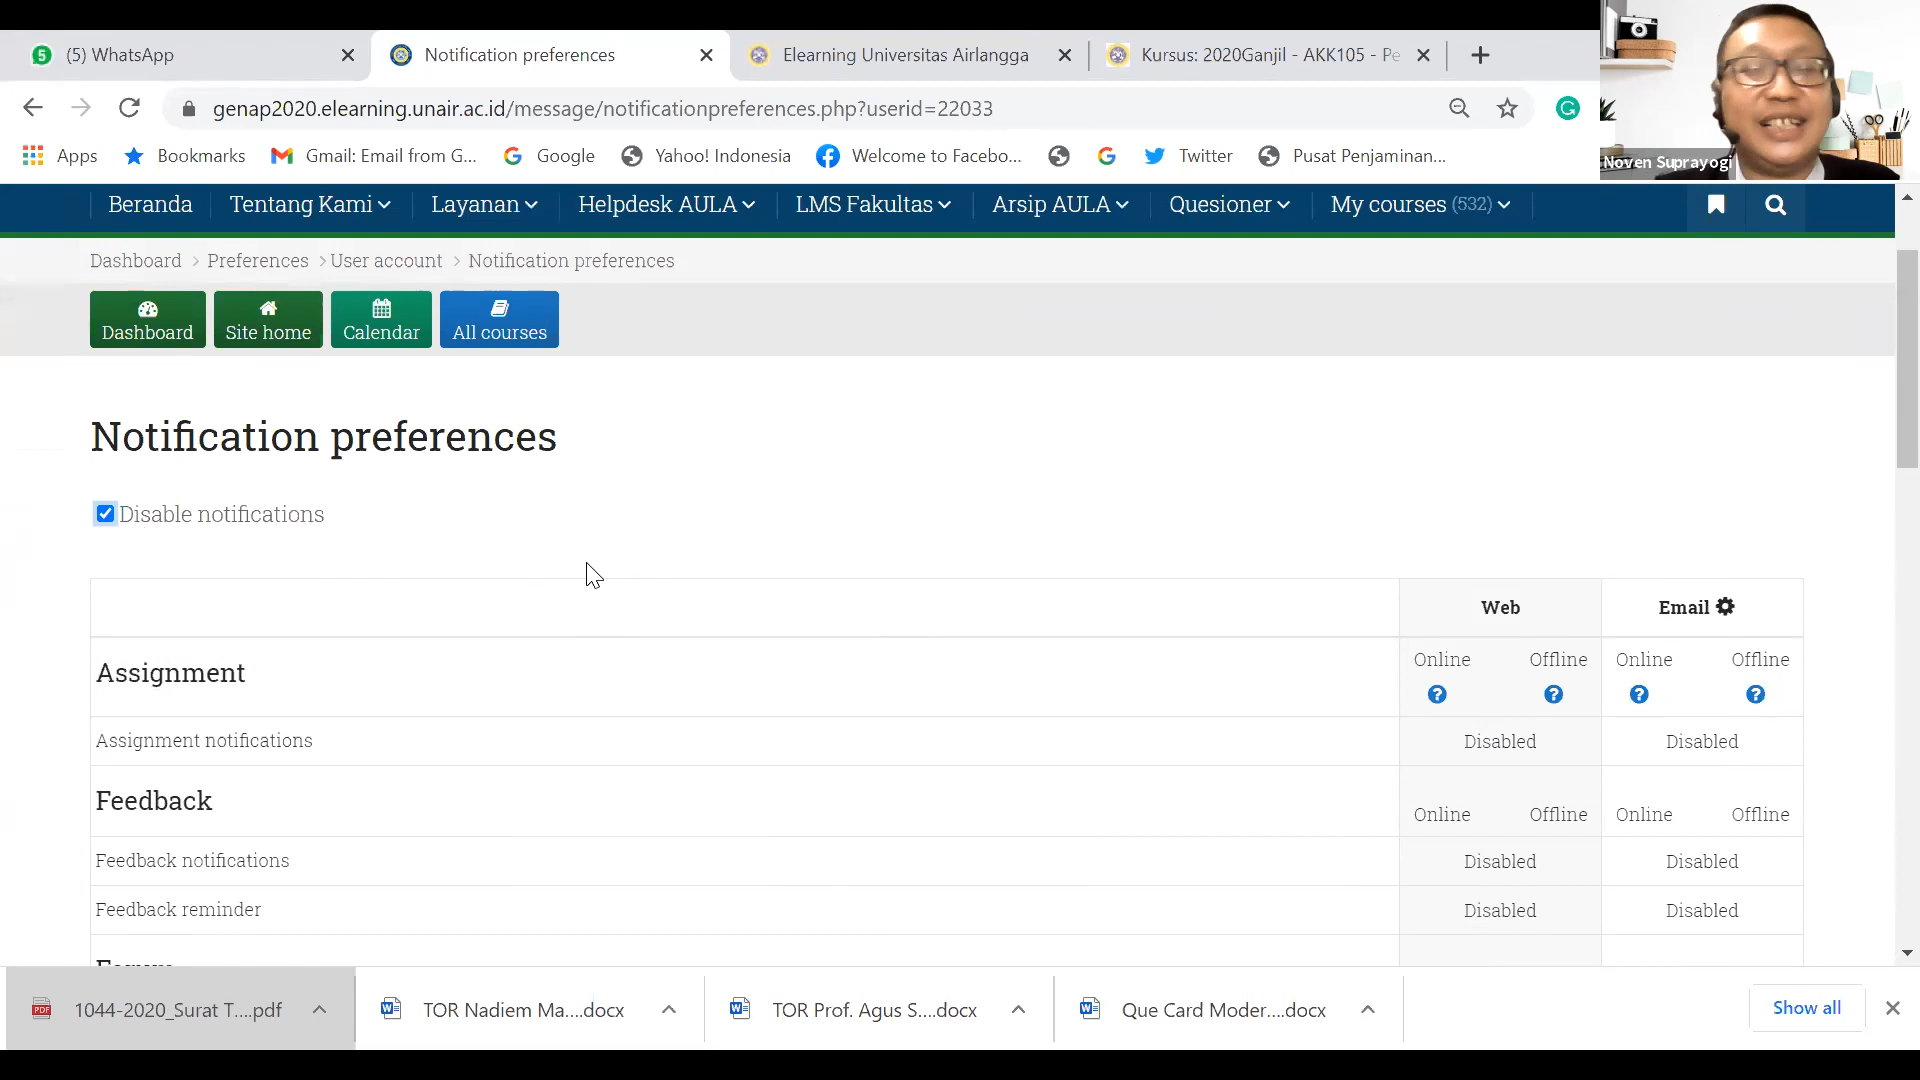 (5) WhatsApp
Notification preferences
Elearning Universitas Airlangga
Kursus: 2020Ganjil - AKK105 - Pe
genap2020.elearning.unair.ac.id/message/notificationpreferences.php?userid=22033
Apps
Bookmarks
Gmail: Email from G...
Google
Yahoo! Indonesia
Welcome to Facebo...
Twitter
Pusat Penjaminan...
Noven Suprayogi
Beranda
Tentang Kami
Layanan
Helpdesk AULA
LMS Fakultas
Arsip AULA
Quesioner
My courses (532)
Dashboard > Preferences > User account > Notification preferences
Dashboard
Site home
Calendar
All courses
Notification preferences
Disable notifications
Web
Email
Assignment
Online Offline Online Offline
Assignment notifications
Disabled
Disabled
Feedback
Online Offline Online Offline
Feedback notifications
Disabled
Disabled
Feedback reminder
Disabled
Disabled
1044-2020_Surat T....pdf
TOR Nadiem Ma....docx
TOR Prof. Agus S....docx
Que Card Moder....docx
Show all